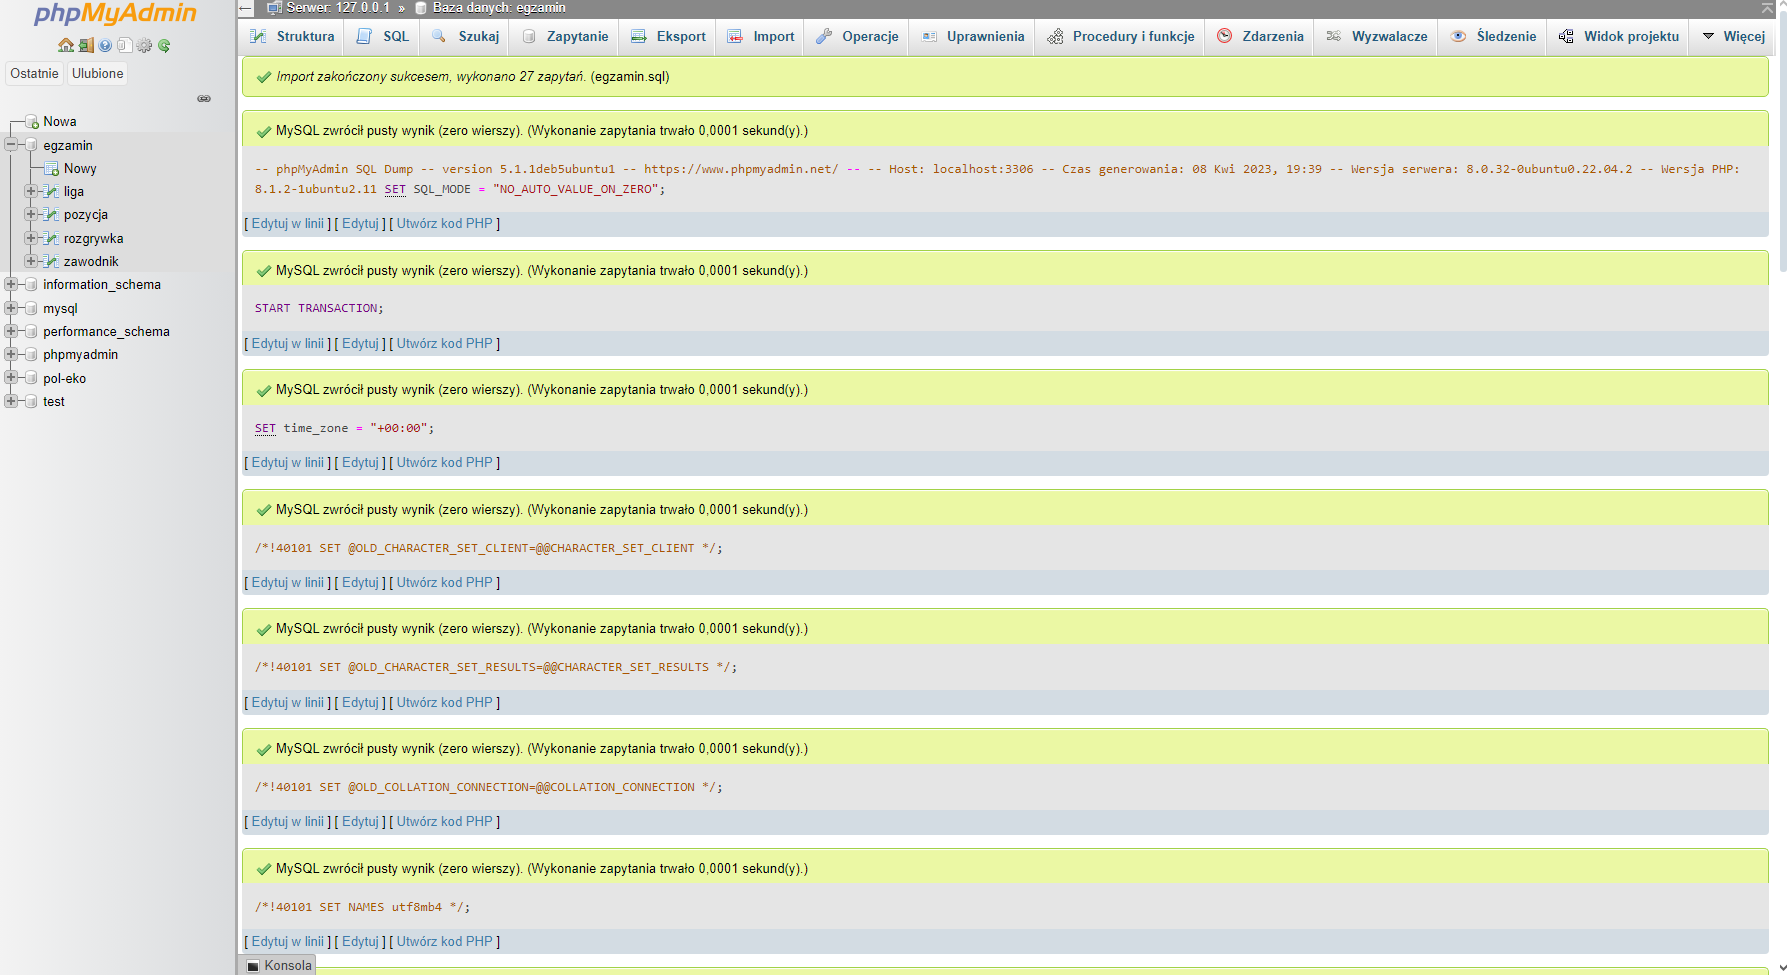 phpMyAdmin
Ostatnie Ulubione
Nowa
egzamin
Nowy
liga
pozycja
rozgrywka
zawodnik
information_schema
mysql
performance_schema
phpmyadmin
pol-eko
test
Serwer: 127.0.0.1 » Baza danych: egzamin
Struktura SQL Szukaj Zapytanie Eksport Import Operacje Uprawnienia Procedury i funkcje Zdarzenia Wyzwalacze Śledzenie Widok projektu Więcej
Import zakończony sukcesem, wykonano 27 zapytań. (egzamin.sql)
MySQL zwrócił pusty wynik (zero wierszy). (Wykonanie zapytania trwało 0,0001 sekund(y).)
-- phpMyAdmin SQL Dump -- version 5.1.1deb5ubuntu1 -- https://www.phpmyadmin.net/ -- -- Host: localhost:3306 -- Czas generowania: 08 Kwi 2023, 19:39 -- Wersja serwera: 8.0.32-0ubuntu0.22.04.2 -- Wersja PHP:
8.1.2-1ubuntu2.11 SET SQL_MODE = "NO_AUTO_VALUE_ON_ZERO";
[ Edytuj w linii ] [ Edytuj ] [ Utwórz kod PHP ]
MySQL zwrócił pusty wynik (zero wierszy). (Wykonanie zapytania trwało 0,0001 sekund(y).)
START TRANSACTION;
[ Edytuj w linii ] [ Edytuj ] [ Utwórz kod PHP ]
MySQL zwrócił pusty wynik (zero wierszy). (Wykonanie zapytania trwało 0,0001 sekund(y).)
SET time_zone = "+00:00";
[ Edytuj w linii ] [ Edytuj ] [ Utwórz kod PHP ]
MySQL zwrócił pusty wynik (zero wierszy). (Wykonanie zapytania trwało 0,0001 sekund(y).)
/*!40101 SET @OLD_CHARACTER_SET_CLIENT=@@CHARACTER_SET_CLIENT */;
[ Edytuj w linii ] [ Edytuj ] [ Utwórz kod PHP ]
MySQL zwrócił pusty wynik (zero wierszy). (Wykonanie zapytania trwało 0,0001 sekund(y).)
/*!40101 SET @OLD_CHARACTER_SET_RESULTS=@@CHARACTER_SET_RESULTS */;
[ Edytuj w linii ] [ Edytuj ] [ Utwórz kod PHP ]
MySQL zwrócił pusty wynik (zero wierszy). (Wykonanie zapytania trwało 0,0001 sekund(y).)
/*!40101 SET @OLD_COLLATION_CONNECTION=@@COLLATION_CONNECTION */;
[ Edytuj w linii ] [ Edytuj ] [ Utwórz kod PHP ]
MySQL zwrócił pusty wynik (zero wierszy). (Wykonanie zapytania trwało 0,0001 sekund(y).)
/*!40101 SET NAMES utf8mb4 */;
[ Edytuj w linii ] [ Edytuj ] [ Utwórz kod PHP ]
Konsola